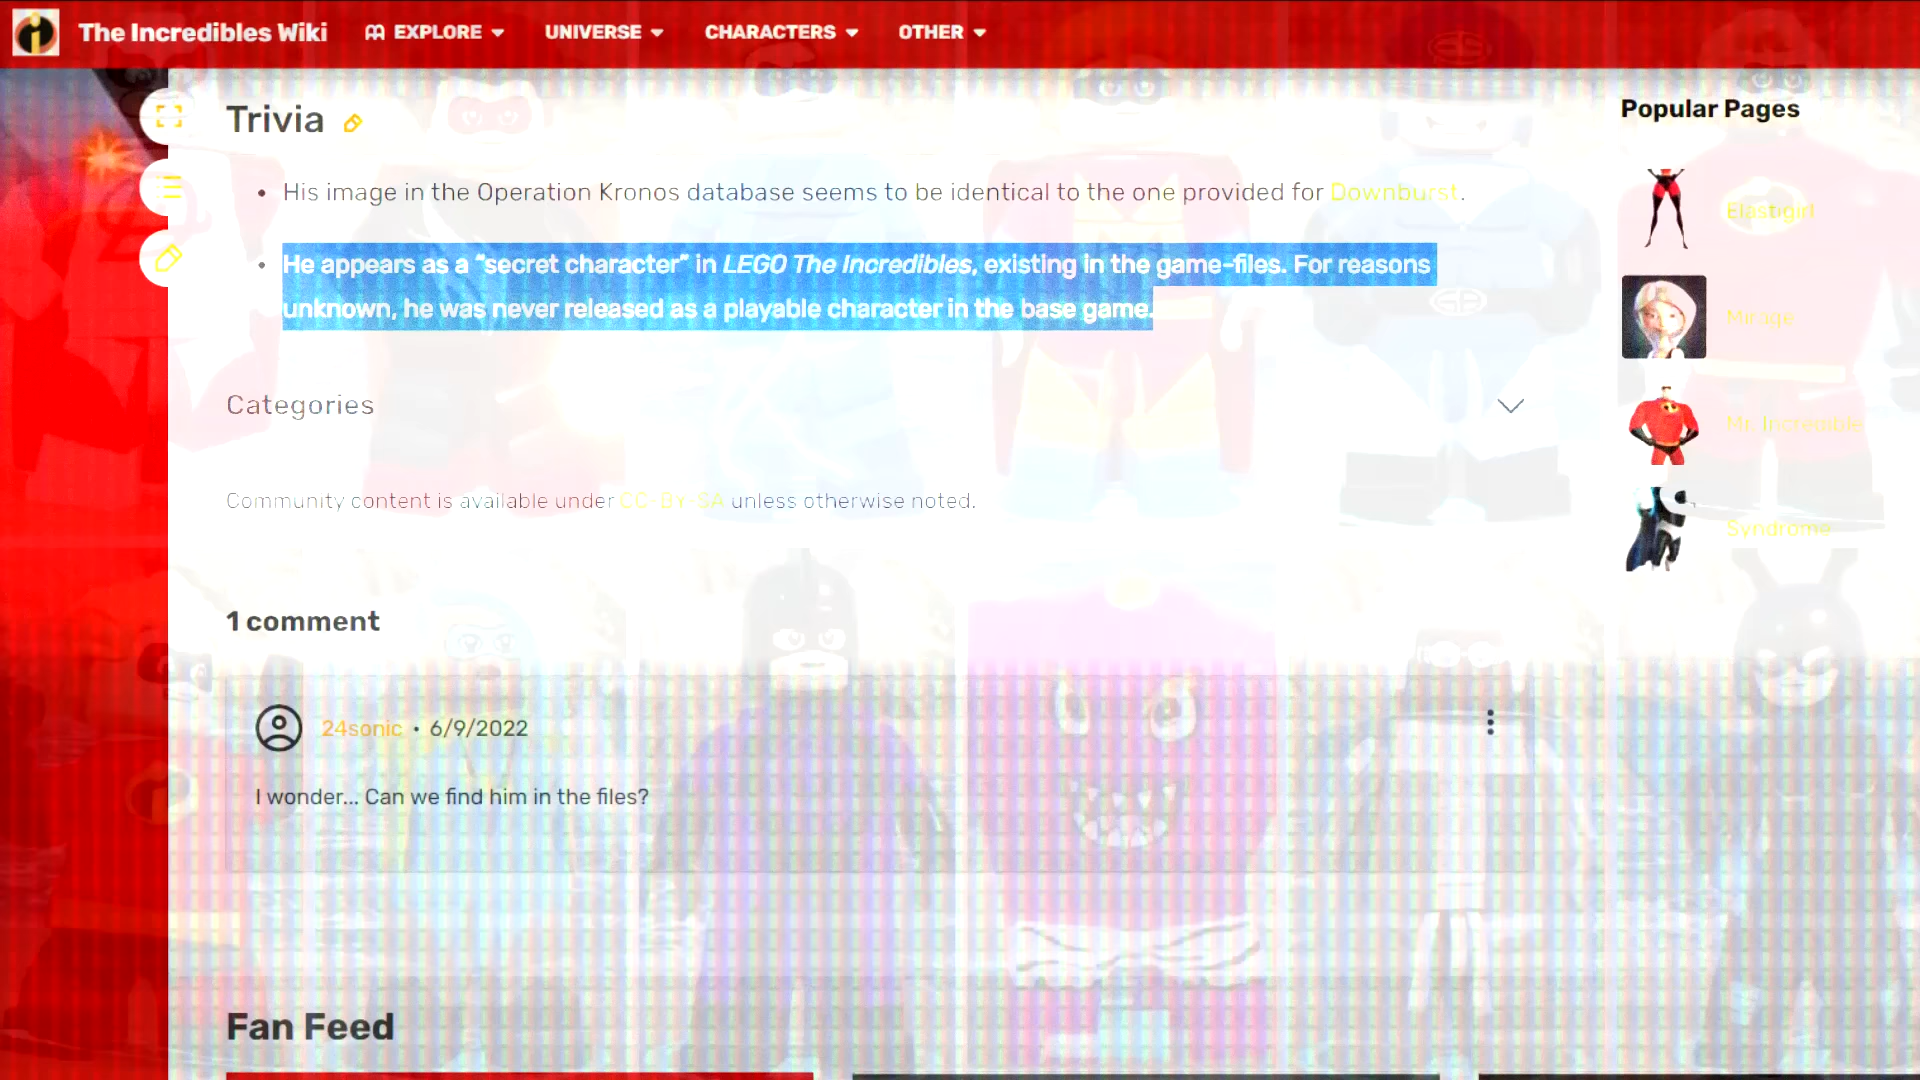 The Incredibles Wiki
EXPLORE
UNIVERSE
CHARACTERS
OTHER
Trivia
Popular Pages
• His image in the Operation Kronos database seems to be identical to the one provided for Downburst.
Elastigirl
• He appears as a “secret character” in LEGO The Incredibles, existing in the game-files. For reasons
unknown, he was never released as a playable character in the base game.
Mirage
Categories
Mr. Incredible
Community content is available under CC-BY-SA unless otherwise noted.
Syndrome
1 comment
24sonic • 6/9/2022
I wonder... Can we find him in the files?
Fan Feed